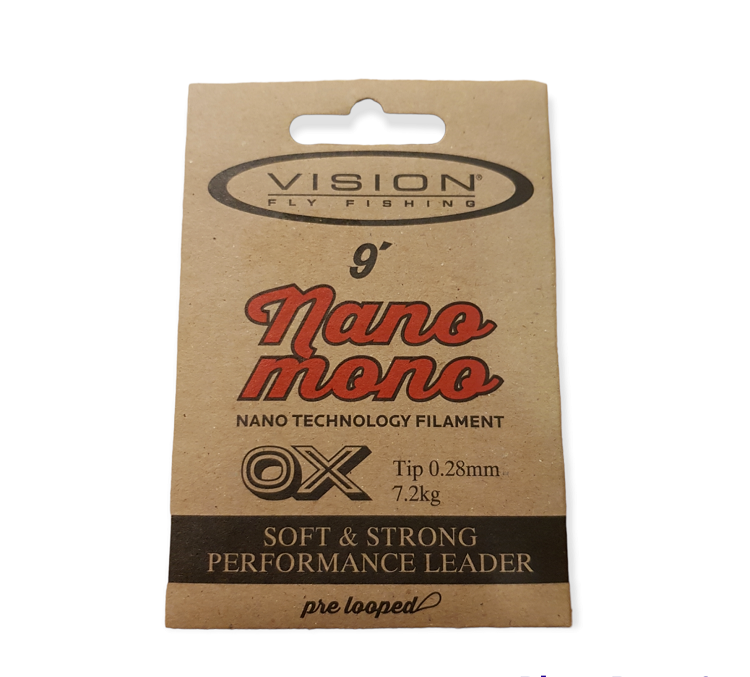 VISION®
FLY FISHING
9′
Nano
mono
NANO TECHNOLOGY FILAMENT
0X
Tip 0.28mm
7.2kg
SOFT & STRONG
PERFORMANCE LEADER
pre looped